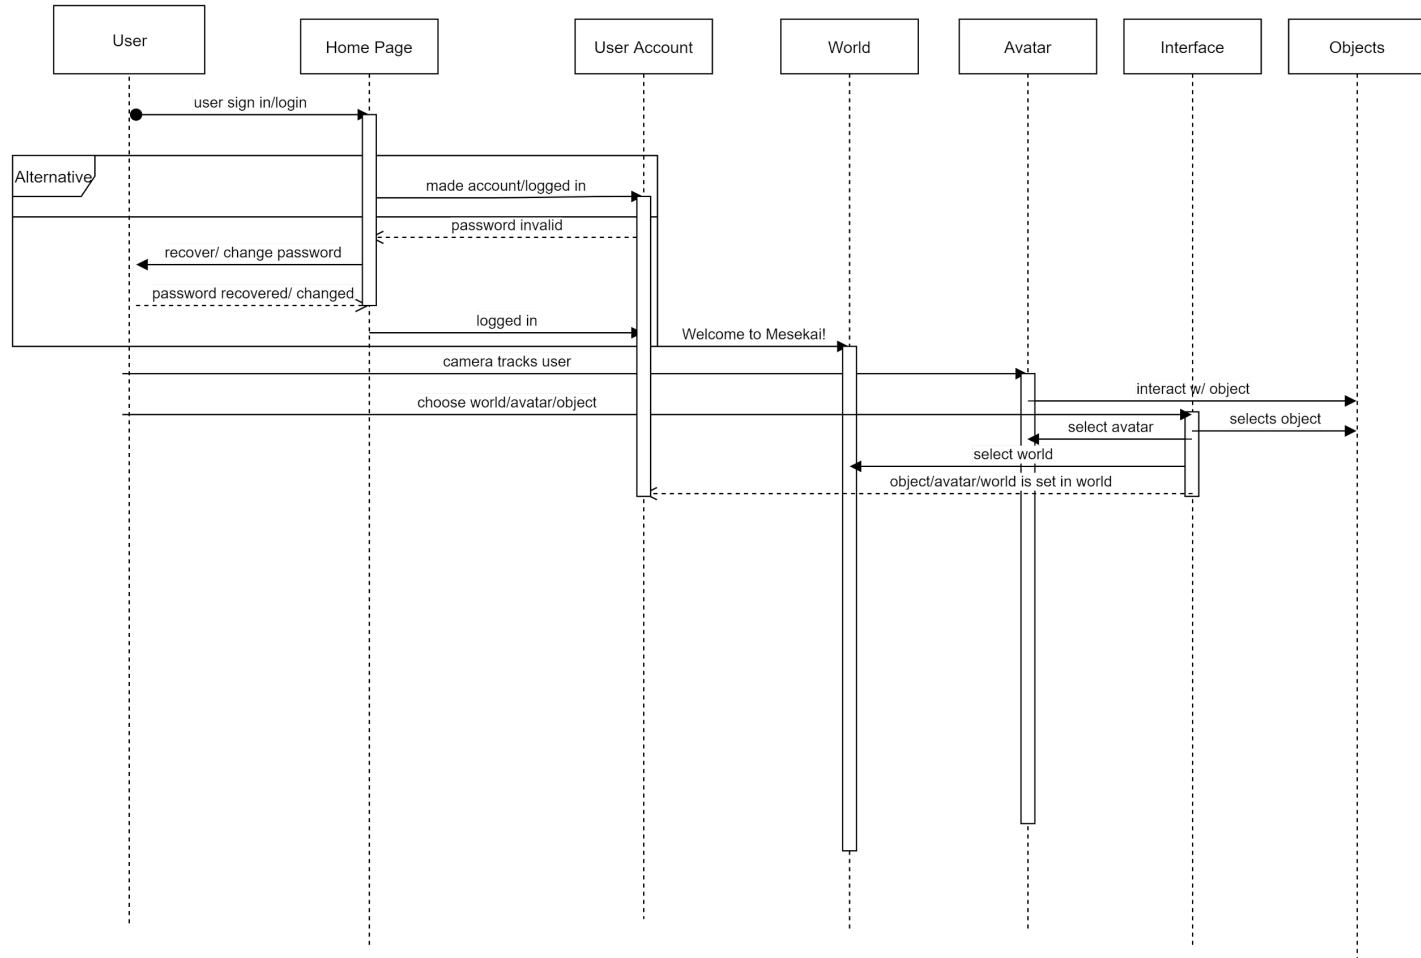 User
Home Page
User Account
World
Avatar
Interface
Objects
user sign in/login
Alternative
made account/logged in
password invalid
recover/ change password
password recovered/ changed
logged in
Welcome to Mesekai!
camera tracks user
interact w/ object
choose world/avatar/object
selects object
select avatar
select world
object/avatar/world is set in world